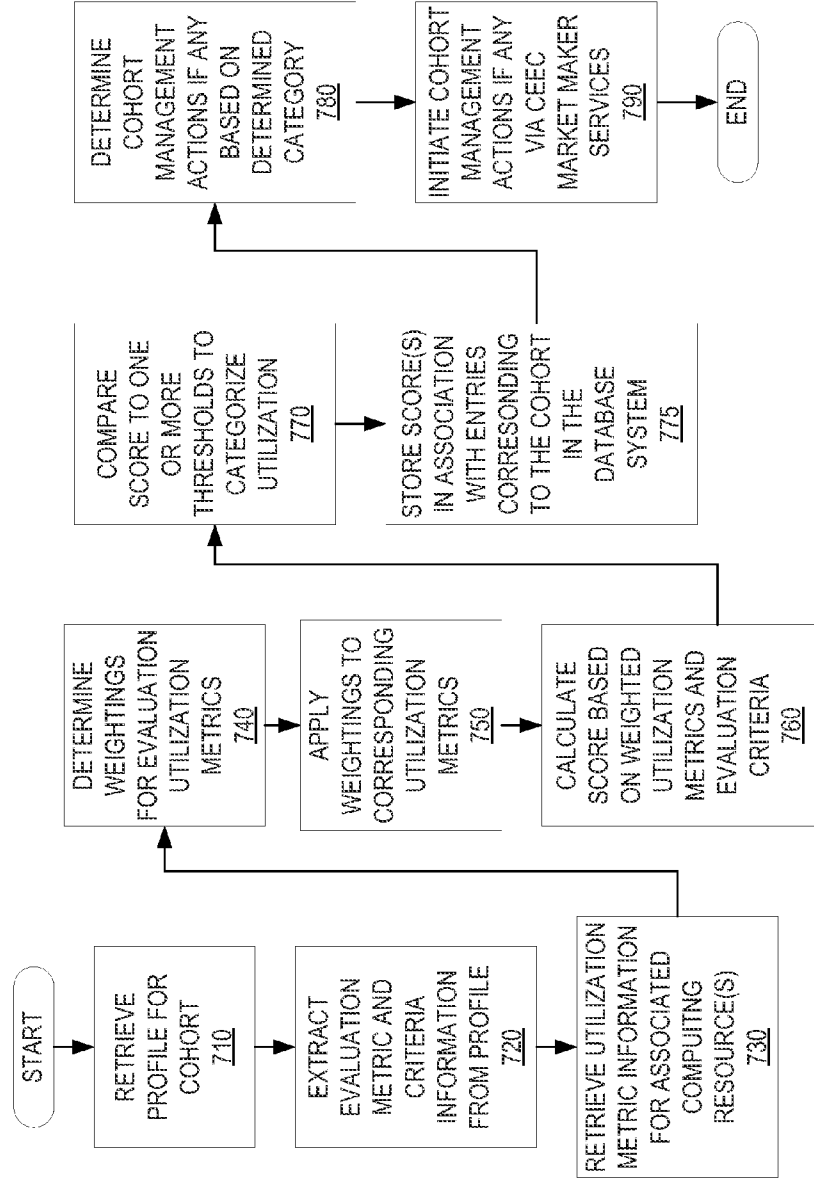 START
RETRIEVE
PROFILE FOR
COHORT
710
EXTRACT
EVALUATION
METRIC AND
CRITERIA
INFORMATION
FROM PROFILE
720
RETRIEVE UTILIZATION
METRIC INFORMATION
FOR ASSOCIATED
COMPUITNG
RESOURCE(S)
730
DETERMINE
WEIGHTINGS
FOR EVALUATION
UTILIZATION
METRICS
740
APPLY
WEIGHTINGS TO
CORRESPONDING
UTILIZATION
METRICS
750
CALCULATE
SCORE BASED
ON WEIGHTED
UTILIZATION
METRICS AND
EVALUATION
CRITERIA
760
COMPARE
SCORE TO ONE
OR MORE
THRESHOLDS TO
CATEGORIZE
UTILIZATION
770
STORE SCORE(S)
IN ASSOCIATION
WITH ENTRIES
CORRESONDING
TO THE COHORT
IN THE
DATABASE
SYSTEM
775
DETERMINE
COHORT
MANAGEMENT
ACTIONS IF ANY
BASED ON
DETERMINED
CATEGORY
780
INITIATE COHORT
MANAGEMENT
ACTIONS IF ANY
VIA CEEC
MARKET MAKER
SERVICES
790
END